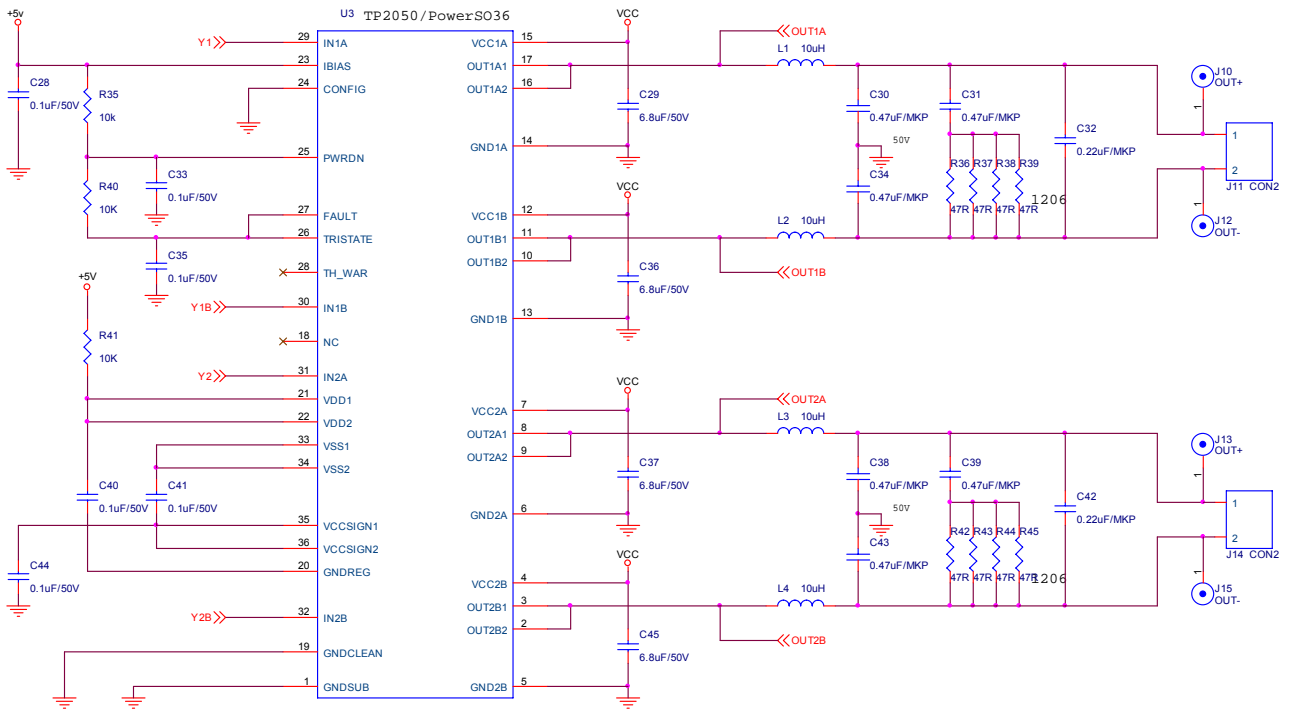 +5v
U3 TP2050/PowerSO36
VCC
Y1 29 IN1A
VCC1A 15
OUT1A
23 IBIAS
OUT1A1 17
L1 10uH
C28
0.1uF/50V
24 CONFIG
OUT1A2 16
R35
10k
C29
6.8uF/50V
C30
0.47uF/MKP
50V
C31
0.47uF/MKP
C32
0.22uF/MKP
J10
OUT+
1
1
2
J11 CON2
25 PWRDN
GND1A 14
R40
10K
C33
0.1uF/50V
VCC
C34
0.47uF/MKP
R36 R37 R38 R39
47R 47R 47R 47R
1206
1
J12
OUT-
27 FAULT
VCC1B 12
26 TRISTATE
OUT1B1 11
L2 10uH
C35
0.1uF/50V
OUT1B2 10
28 TH_WAR
C36
6.8uF/50V
OUT1B
+5V
Y1B 30 IN1B
GND1B 13
R41
10K
18 NC
Y2 31 IN2A
VCC
21 VDD1
OUT2A
22 VDD2
VCC2A 7
33 VSS1
OUT2A1 8
L3 10uH
34 VSS2
OUT2A2 9
C40
0.1uF/50V
C41
0.1uF/50V
C37
6.8uF/50V
C38
0.47uF/MKP
50V
C39
0.47uF/MKP
C42
0.22uF/MKP
J13
OUT+
1
1
2
J14 CON2
35 VCCSIGN1
GND2A 6
36 VCCSIGN2
VCC
C43
0.47uF/MKP
R42 R43 R44 R45
47R 47R 47R 47R
1206
1
J15
OUT-
C44
0.1uF/50V
20 GNDREG
VCC2B 4
OUT2B1 3
L4 10uH
Y2B 32 IN2B
OUT2B2 2
C45
6.8uF/50V
OUT2B
19 GNDCLEAN
1 GNDSUB
GND2B 5